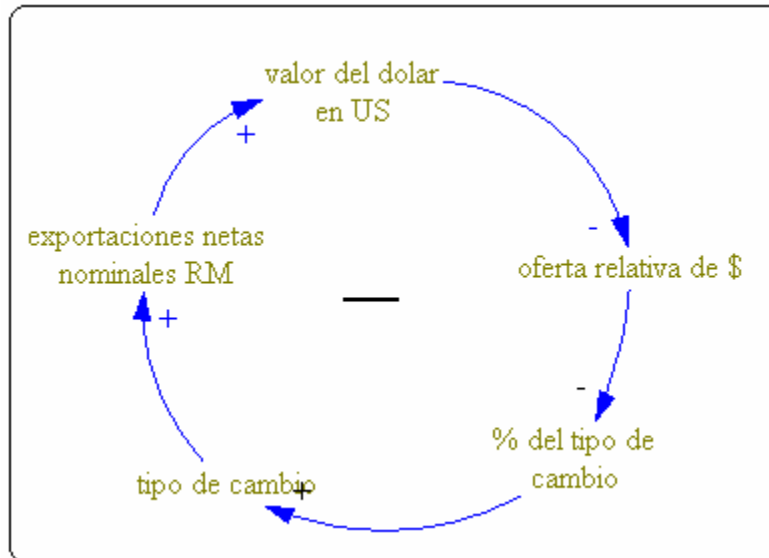 valor del dolar
en US
+
-
exportaciones netas
nominales RM
oferta relativa de $
—
+
-
% del tipo de
cambio
tipo de cambio
+